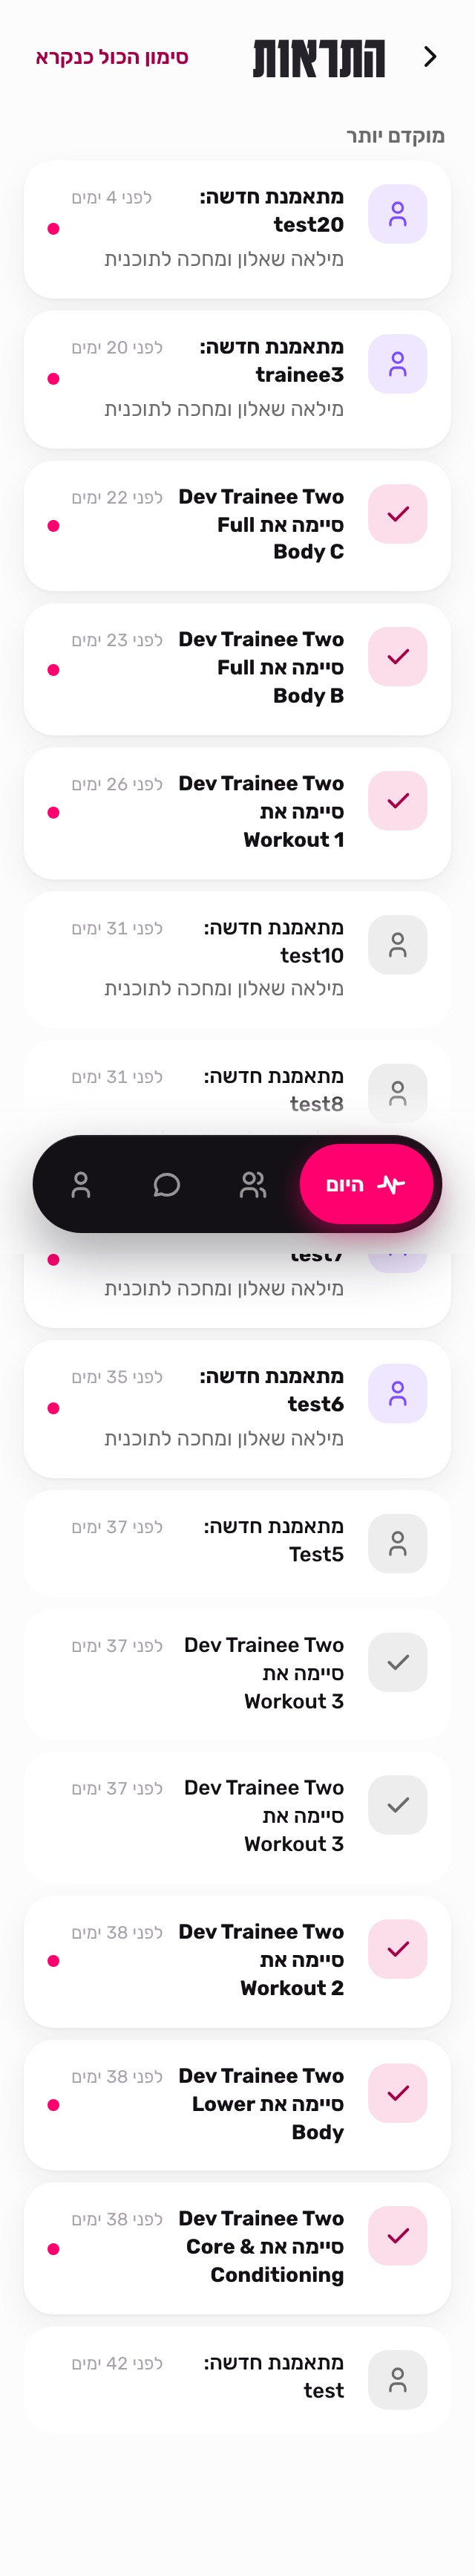 התראות
סימון הכול כנקרא
מוקדם יותר
מתאמנת חדשה:
לפני 4 ימים
test20
מילאה שאלון ומחכה לתוכנית
מתאמנת חדשה:
לפני 20 ימים
trainee3
מילאה שאלון ומחכה לתוכנית
Dev Trainee Two
לפני 22 ימים
סיימה את Full
Body C
Dev Trainee Two
לפני 23 ימים
סיימה את Full
Body B
Dev Trainee Two
לפני 26 ימים
סיימה את
Workout 1
מתאמנת חדשה:
לפני 31 ימים
test10
מילאה שאלון ומחכה לתוכנית
מתאמנת חדשה:
לפני 31 ימים
test8
היום
test7
מילאה שאלון ומחכה לתוכנית
מתאמנת חדשה:
לפני 35 ימים
test6
מילאה שאלון ומחכה לתוכנית
מתאמנת חדשה:
לפני 37 ימים
Test5
Dev Trainee Two
לפני 37 ימים
סיימה את
Workout 3
Dev Trainee Two
לפני 37 ימים
סיימה את
Workout 3
Dev Trainee Two
לפני 38 ימים
סיימה את
Workout 2
Dev Trainee Two
לפני 38 ימים
סיימה את Lower
Body
Dev Trainee Two
לפני 38 ימים
סיימה את Core &
Conditioning
מתאמנת חדשה:
לפני 42 ימים
test